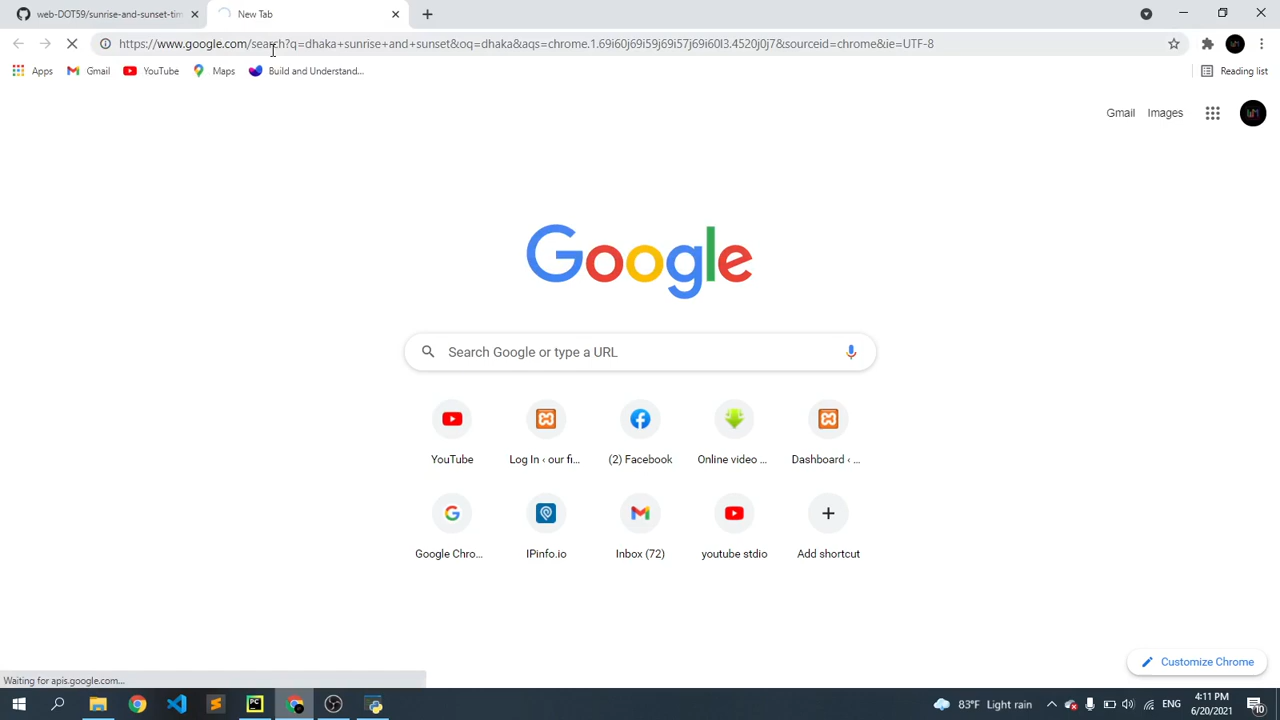 web-DOT59/sunrise-and-sunset-tim
New Tab
https://www.google.com/search?q=dhaka+sunrise+and+sunset&oq=dhaka&aqs=chrome.1.69i60j69i59j69i57j69i60l3.4520j0j7&sourceid=chrome&ie=UTF-8
Apps Gmail YouTube Maps Build and Understand... Reading list
Gmail Images
Google
Search Google or type a URL
YouTube Log In ‹ our fi... (2) Facebook Online video ... Dashboard ‹ ...
Google Chro... IPinfo.io Inbox (72) youtube stdio Add shortcut
Customize Chrome
Waiting for apis.google.com...
83°F Light rain ENG 4:11 PM
6/20/2021
10